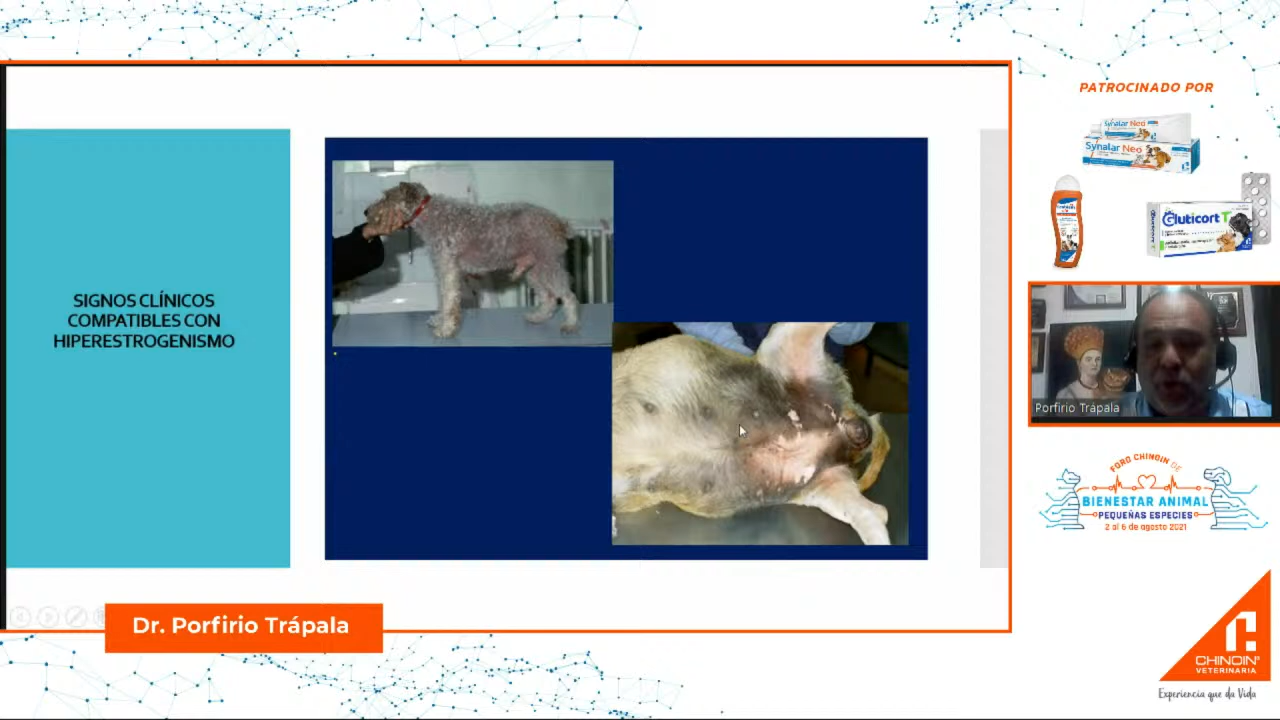 PATROCINADO POR
Synalar Neo
Synalar Neo
Gluticort T
SIGNOS CLÍNICOS
COMPATIBLES CON
HIPERESTROGENISMO
Porfirio Trápala
FORO CHINOIN DE
BIENESTAR ANIMAL
PEQUEÑAS ESPECIES
2 al 6 de agosto 2021
Dr. Porfirio Trápala
CHINOIN
VETERINARIA
Experiencia que da Vida